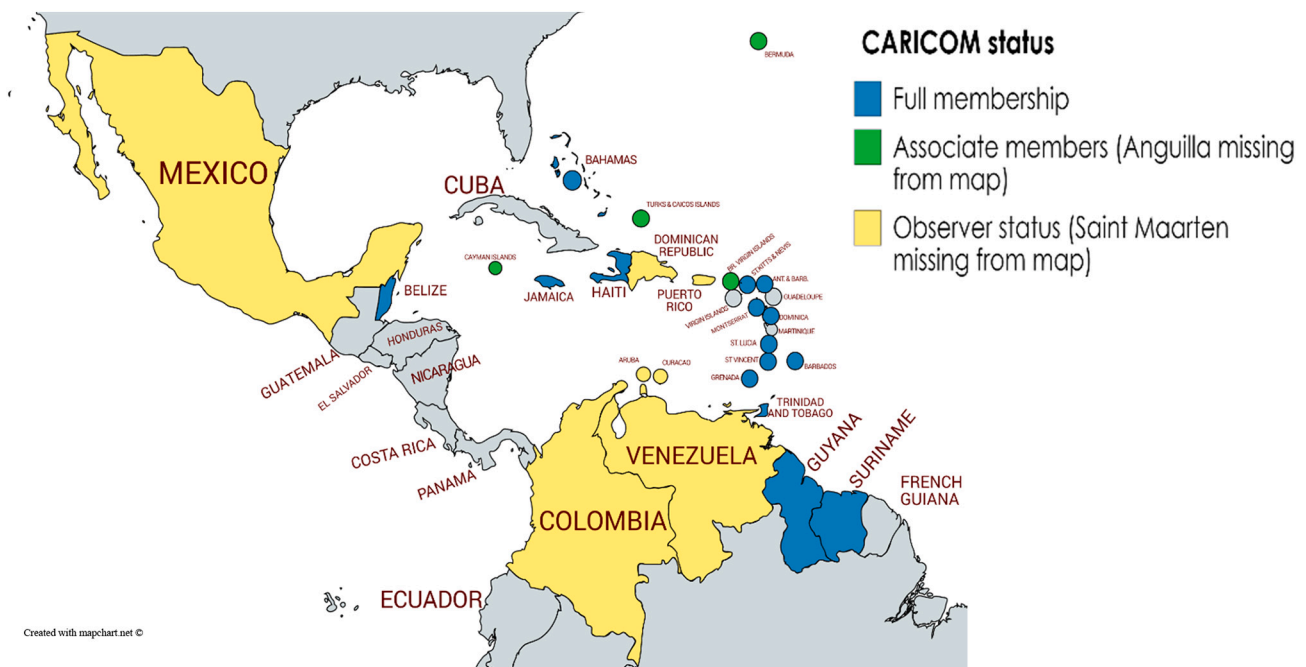 CARICOM status
Full membership
Associate members (Anguilla missing
from map)
Observer status (Saint Maarten
missing from map)
BERMUDA
MEXICO
BAHAMAS
CUBA
TURKS & CAICOS ISLANDS
DOMINICAN
REPUBLIC
CAYMAN ISLANDS
BR. VIRGIN ISLANDS
ST.KITTS & NEVIS
ANT. & BARB.
BELIZE
JAMAICA
HAITI
PUERTO
RICO
VIRGIN ISLANDS
GUADELOUPE
MONTSERRAT
DOMINICA
MARTINIQUE
HONDURAS
GUATEMALA
EL SALVADOR
NICARAGUA
ST. LUCIA
ST VINCENT
BARBADOS
GRENADA
ARUBA
CURACAO
TRINIDAD
AND TOBAGO
COSTA RICA
PANAMA
VENEZUELA
GUYANA
SURINAME
FRENCH
GUIANA
COLOMBIA
ECUADOR
Created with mapchart.net ©